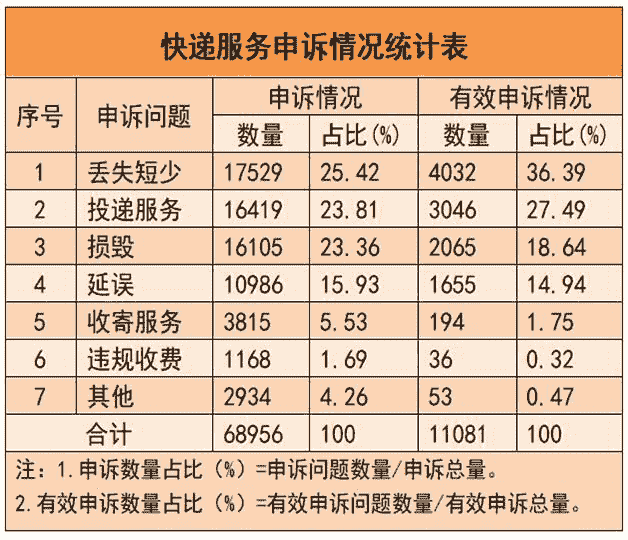 快递服务申诉情况统计表
序号 申诉问题 申诉情况 有效申诉情况
数量 占比(%) 数量 占比(%)
1 丢失短少 17529 25.42 4032 36.39
2 投递服务 16419 23.81 3046 27.49
3 损毁 16105 23.36 2065 18.64
4 延误 10986 15.93 1655 14.94
5 收寄服务 3815 5.53 194 1.75
6 违规收费 1168 1.69 36 0.32
7 其他 2934 4.26 53 0.47
合计 68956 100 11081 100
注：1.申诉数量占比（%）=申诉问题数量/申诉总量。
2.有效申诉数量占比（%）=有效申诉问题数量/有效申诉总量。